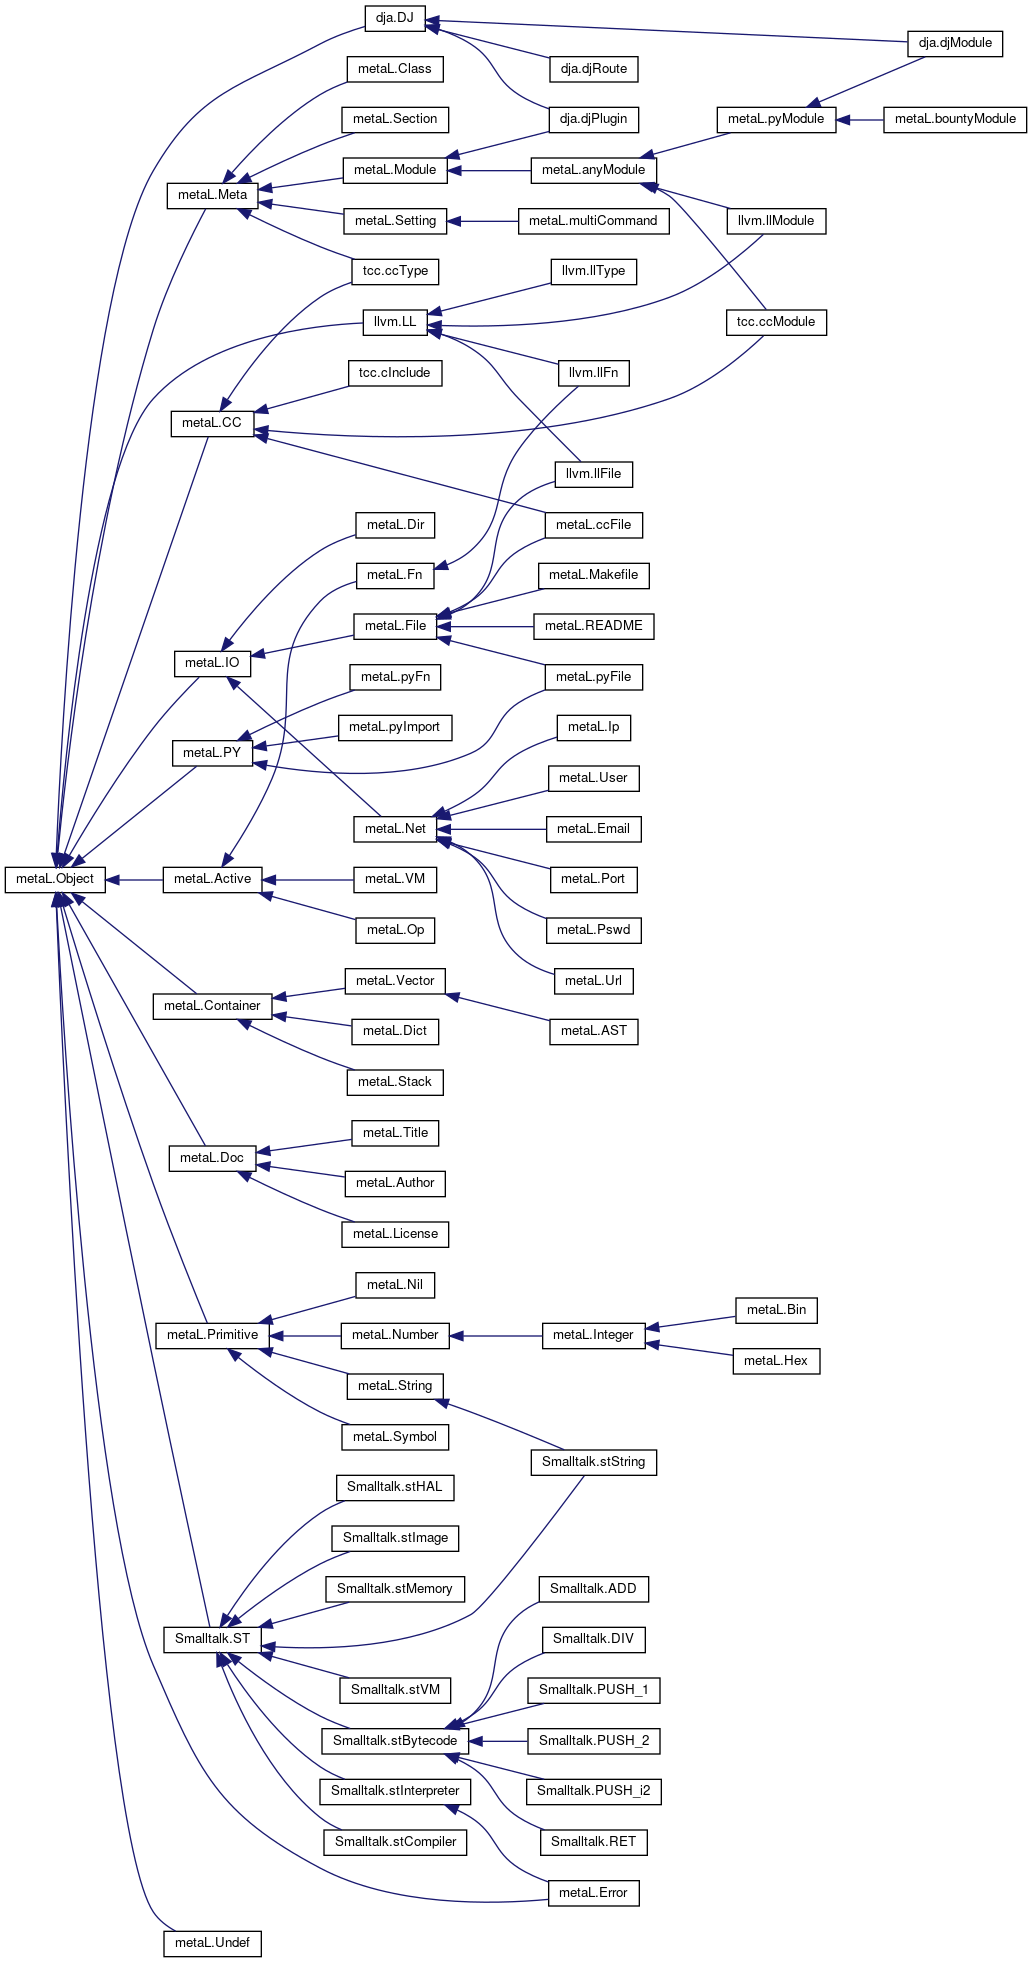 dja.DJ
dja.djModule
metaL.Class
dja.djRoute
metaL.Section
dja.djPlugin
metaL.pyModule
metaL.bountyModule
metaL.Module
metaL.anyModule
metaL.Meta
metaL.Setting
metaL.multiCommand
llvm.llModule
tcc.ccType
llvm.llType
llvm.LL
tcc.ccModule
tcc.cInclude
llvm.llFn
metaL.CC
llvm.llFile
metaL.Dir
metaL.ccFile
metaL.Fn
metaL.Makefile
metaL.File
metaL.README
metaL.IO
metaL.pyFn
metaL.pyFile
metaL.pyImport
metaL.Ip
metaL.PY
metaL.User
metaL.Net
metaL.Email
metaL.Object
metaL.Active
metaL.VM
metaL.Port
metaL.Op
metaL.Pswd
metaL.Vector
metaL.Url
metaL.Container
metaL.Dict
metaL.AST
metaL.Stack
metaL.Title
metaL.Doc
metaL.Author
metaL.License
metaL.Nil
metaL.Bin
metaL.Primitive
metaL.Number
metaL.Integer
metaL.Hex
metaL.String
metaL.Symbol
Smalltalk.stString
Smalltalk.stHAL
Smalltalk.stImage
Smalltalk.stMemory
Smalltalk.ADD
Smalltalk.ST
Smalltalk.DIV
Smalltalk.stVM
Smalltalk.PUSH_1
Smalltalk.stBytecode
Smalltalk.PUSH_2
Smalltalk.stInterpreter
Smalltalk.PUSH_i2
Smalltalk.stCompiler
Smalltalk.RET
metaL.Error
metaL.Undef